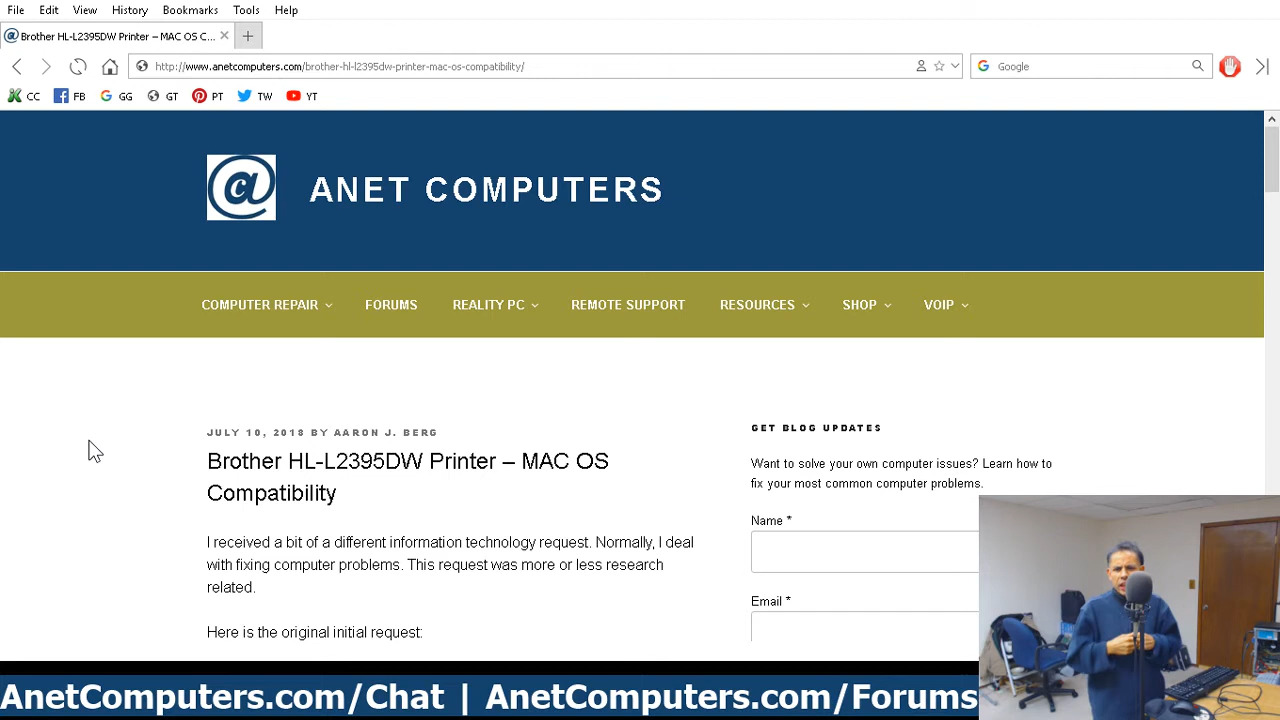 File Edit View History Bookmarks Tools Help
Brother HL-L2395DW Printer – MAC OS C...
http://www.anetcomputers.com/brother-hl-l2395dw-printer-mac-os-compatibility/
Google
CC FB GG GT PT TW YT
@ ANET COMPUTERS
COMPUTER REPAIR FORUMS REALITY PC REMOTE SUPPORT RESOURCES SHOP VOIP
JULY 10, 2018 BY AARON J. BERG
Brother HL-L2395DW Printer – MAC OS
Compatibility
I received a bit of a different information technology request. Normally, I deal
with fixing computer problems. This request was more or less research
related.
Here is the original initial request:
GET BLOG UPDATES
Want to solve your own computer issues? Learn how to
fix your most common computer problems.
Name *
Email *
AnetComputers.com/Chat | AnetComputers.com/Forums